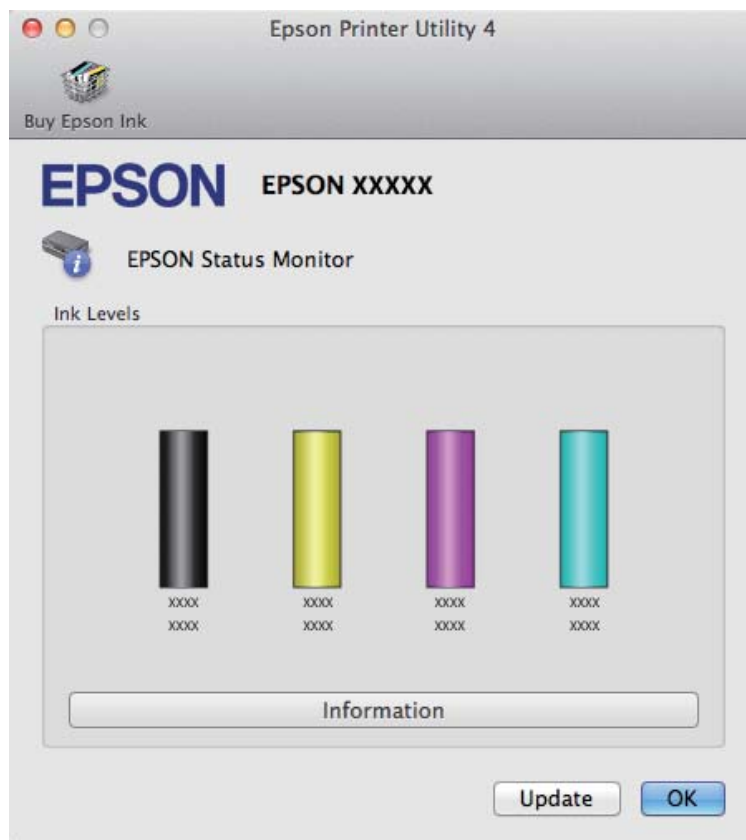 Epson Printer Utility 4
Buy Epson Ink
EPSON EPSON XXXXX
EPSON Status Monitor
Ink Levels
xxxx xxxx xxxx xxxx
xxxx xxxx xxxx xxxx
Information
Update OK